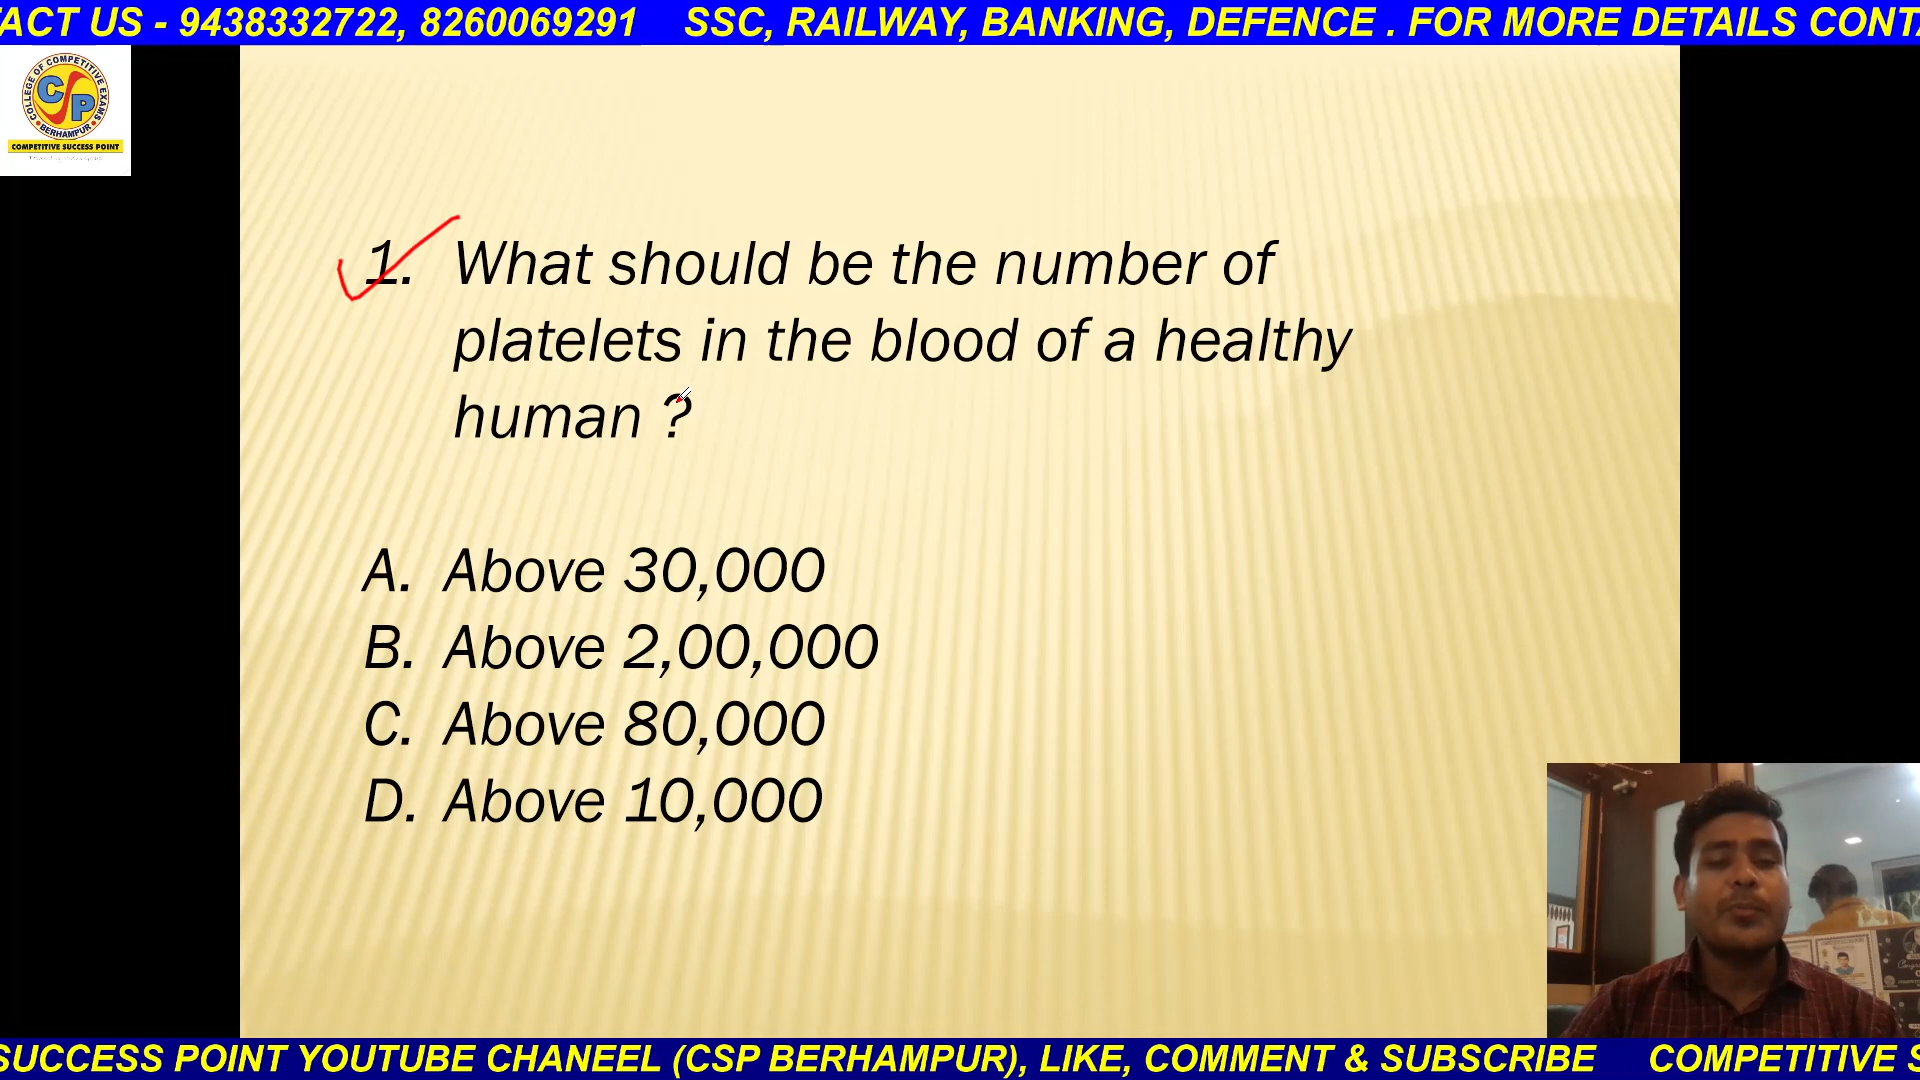 TACT US - 9438332722, 8260069291 SSC, RAILWAY, BANKING, DEFENCE . FOR MORE DETAILS CONTA
COLLEGE OF COMPETITIVE EXAMS
CSP
BERHAMPUR
COMPETITIVE SUCCESS POINT
1. What should be the number of
platelets in the blood of a healthy
human ?
A. Above 30,000
B. Above 2,00,000
C. Above 80,000
D. Above 10,000
SUCCESS POINT YOUTUBE CHANEEL (CSP BERHAMPUR), LIKE, COMMENT & SUBSCRIBE COMPETITIVE S